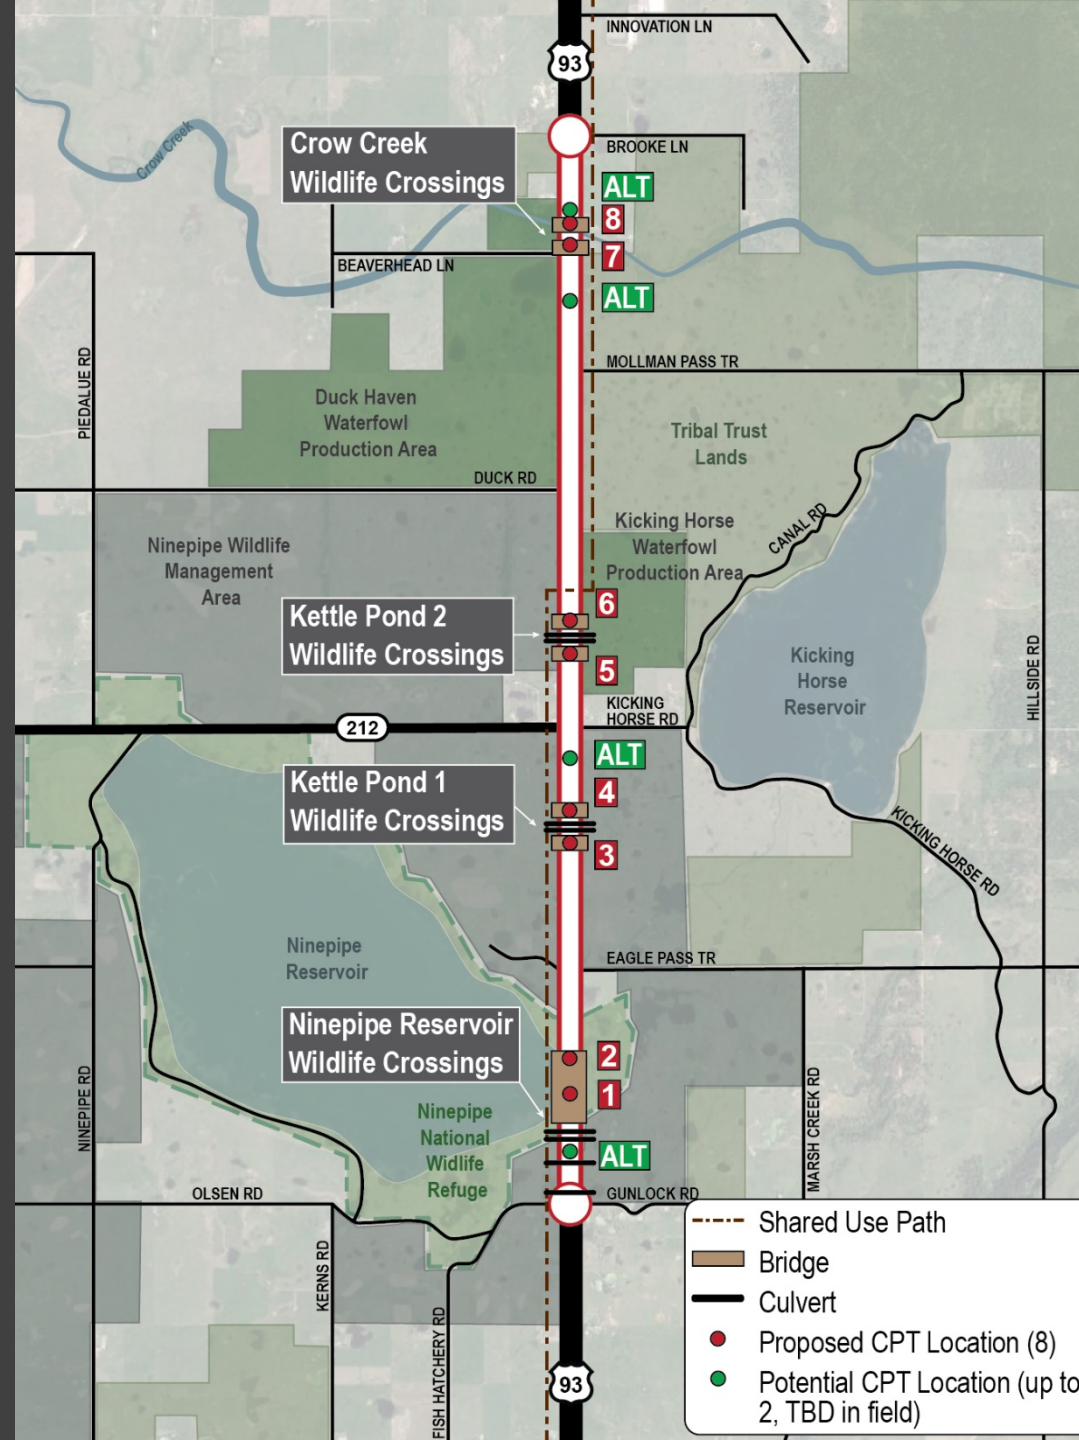 INNOVATION LN
93
BROOKE LN
Crow Creek
Crow Creek
Wildlife Crossings
ALT
8
7
BEAVERHEAD LN
ALT
PIEDALUE RD
MOLLMAN PASS TR
Duck Haven
Waterfowl
Production Area
Tribal Trust
Lands
DUCK RD
CANAL RD
Ninepipe Wildlife
Management
Area
Kicking Horse
Waterfowl
Production Area
Kettle Pond 2
Wildlife Crossings
6
5
Kicking
Horse
Reservoir
HILLSIDE RD
KICKING
HORSE RD
212
ALT
Kettle Pond 1
Wildlife Crossings
4
3
KICKING HORSE RD
Ninepipe
Reservoir
EAGLE PASS TR
Ninepipe Reservoir
Wildlife Crossings
2
1
NINEPIPE RD
MARSH CREEK RD
Ninepipe
National
Widlife
Refuge
ALT
OLSEN RD
GUNLOCK RD
KERNS RD
FISH HATCHERY RD
93
Shared Use Path
Bridge
Culvert
Proposed CPT Location (8)
Potential CPT Location (up to
2, TBD in field)